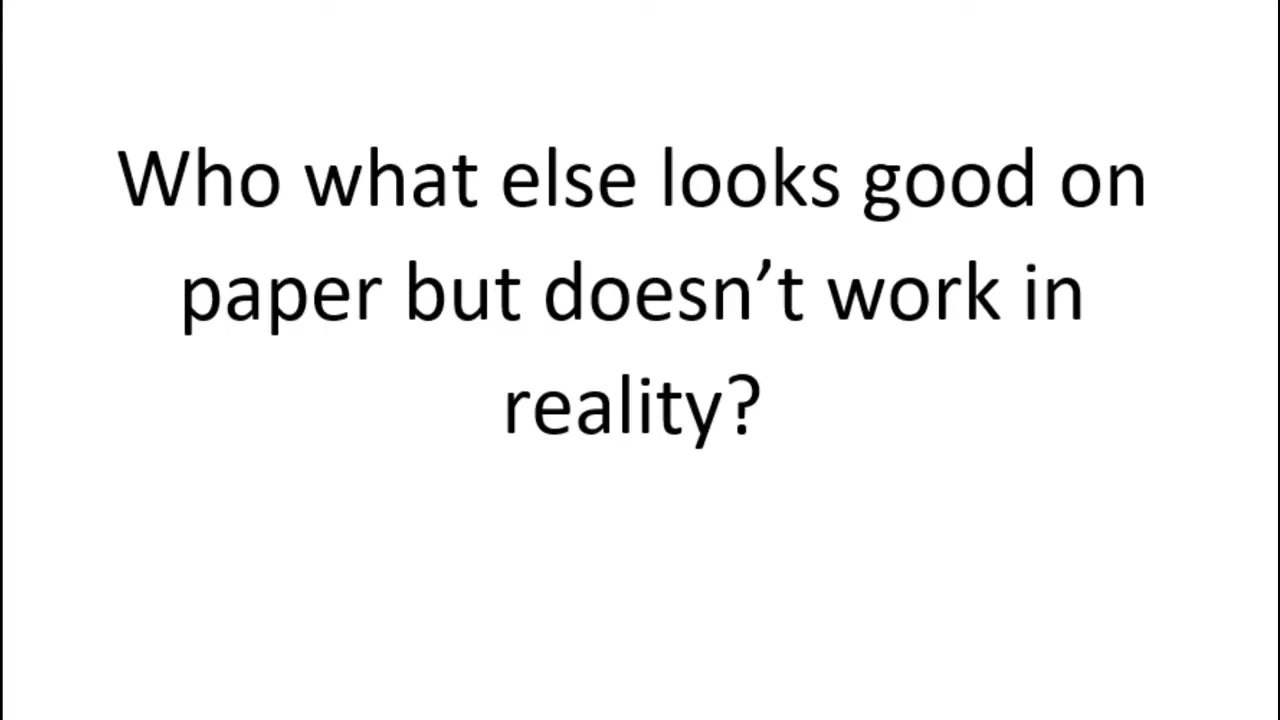 Who what else looks good on
paper but doesn’t work in
reality?